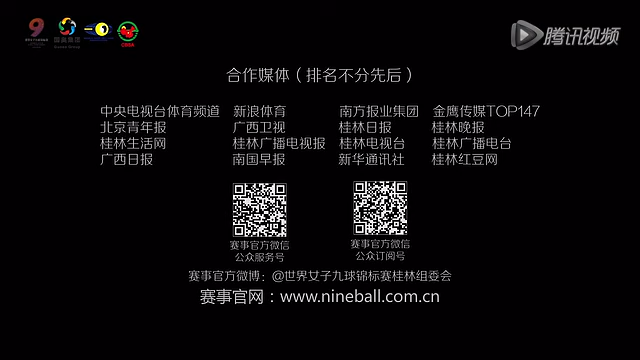 腾讯视频
合作媒体（排名不分先后）
中央电视台体育频道 新浪体育 南方报业集团 金鹰传媒TOP147
北京青年报 广西卫视 桂林日报 桂林晚报
桂林生活网 桂林广播电视报 桂林电视台 桂林广播电台
广西日报 南国早报 新华通讯社 桂林红豆网
赛事官方微信 赛事官方微信
公众服务号 公众订阅号
赛事官方微博：@世界女子九球锦标赛桂林组委会
赛事官网：www.nineball.com.cn